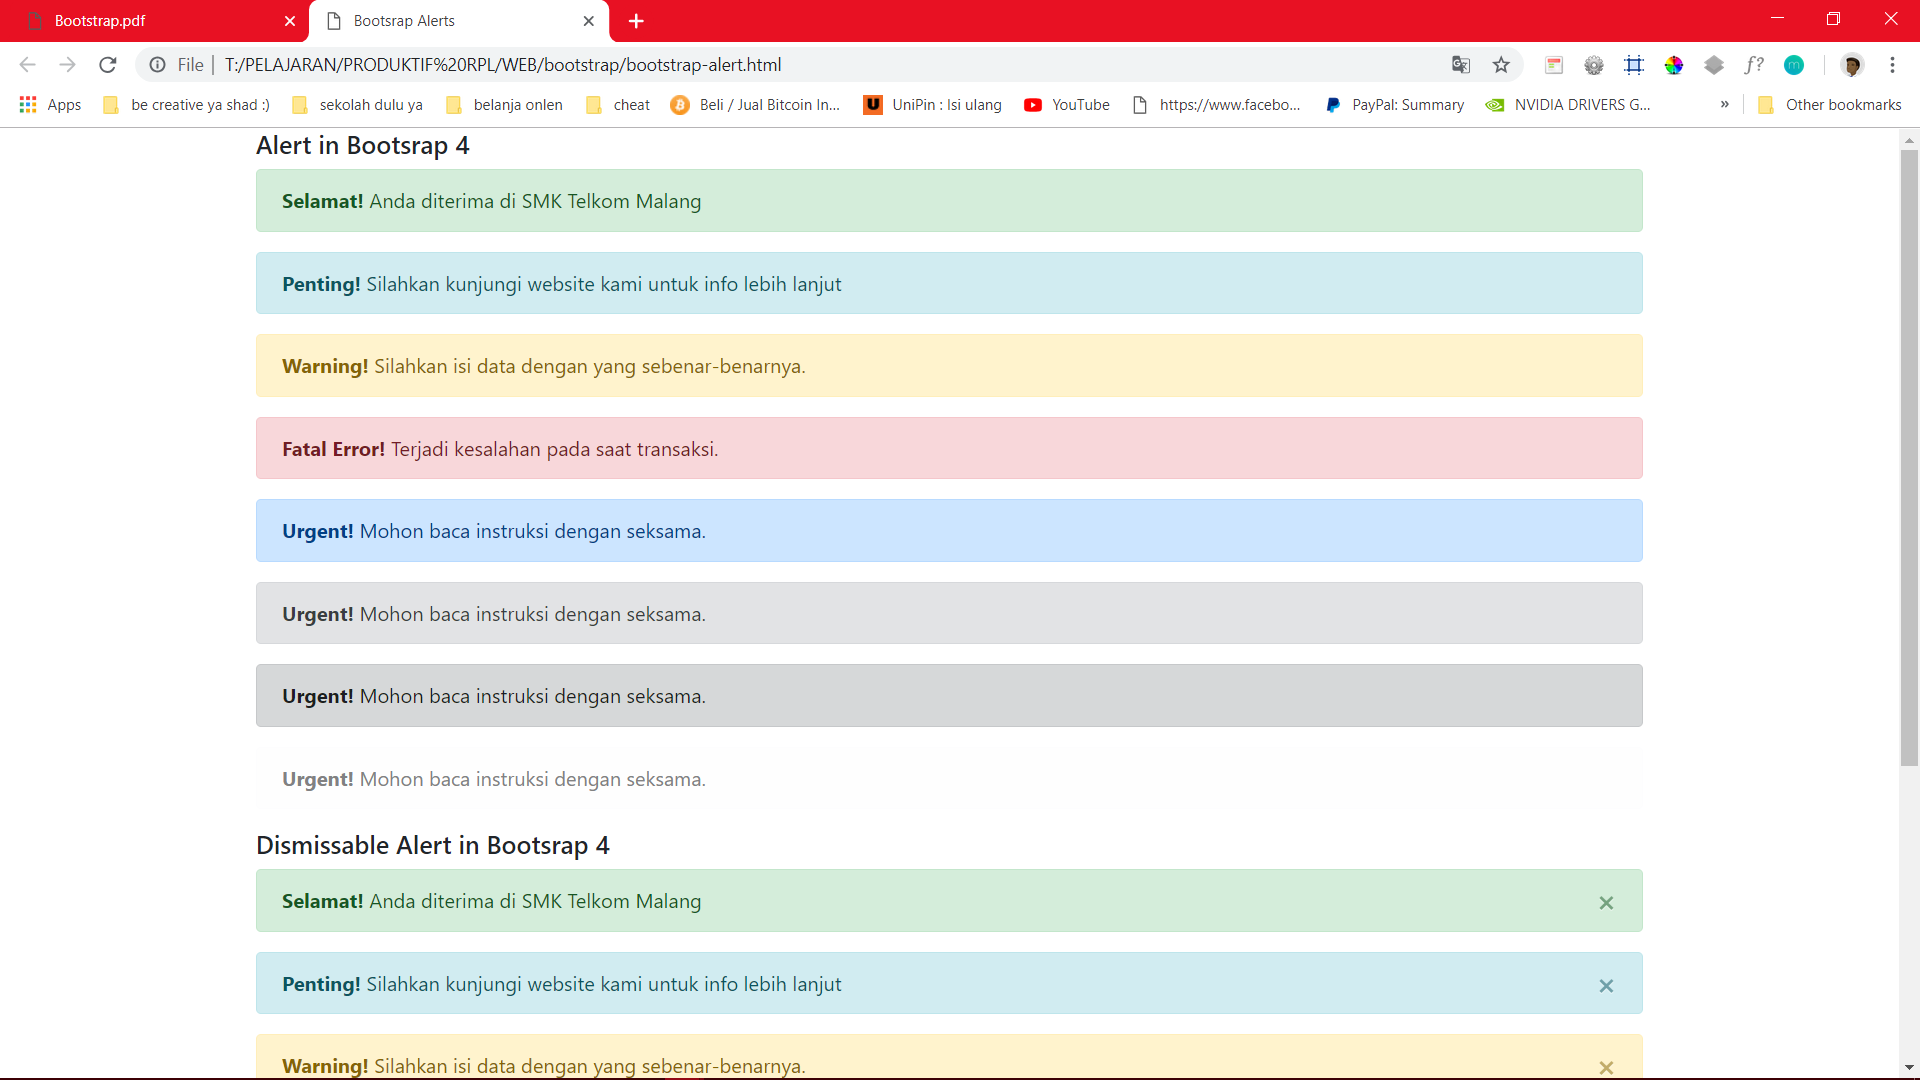 Bootstrap.pdf
Bootsrap Alerts
File | T:/PELAJARAN/PRODUKTIF%20RPL/WEB/bootstrap/bootstrap-alert.html
f?
m
Apps be creative ya shad :) sekolah dulu ya belanja onlen cheat Beli / Jual Bitcoin In... UniPin : Isi ulang YouTube https://www.facebo... PayPal: Summary NVIDIA DRIVERS G... » Other bookmarks
Alert in Bootsrap 4
Selamat! Anda diterima di SMK Telkom Malang
Penting! Silahkan kunjungi website kami untuk info lebih lanjut
Warning! Silahkan isi data dengan yang sebenar-benarnya.
Fatal Error! Terjadi kesalahan pada saat transaksi.
Urgent! Mohon baca instruksi dengan seksama.
Urgent! Mohon baca instruksi dengan seksama.
Urgent! Mohon baca instruksi dengan seksama.
Urgent! Mohon baca instruksi dengan seksama.
Dismissable Alert in Bootsrap 4
Selamat! Anda diterima di SMK Telkom Malang ×
Penting! Silahkan kunjungi website kami untuk info lebih lanjut ×
Warning! Silahkan isi data dengan yang sebenar-benarnya. ×